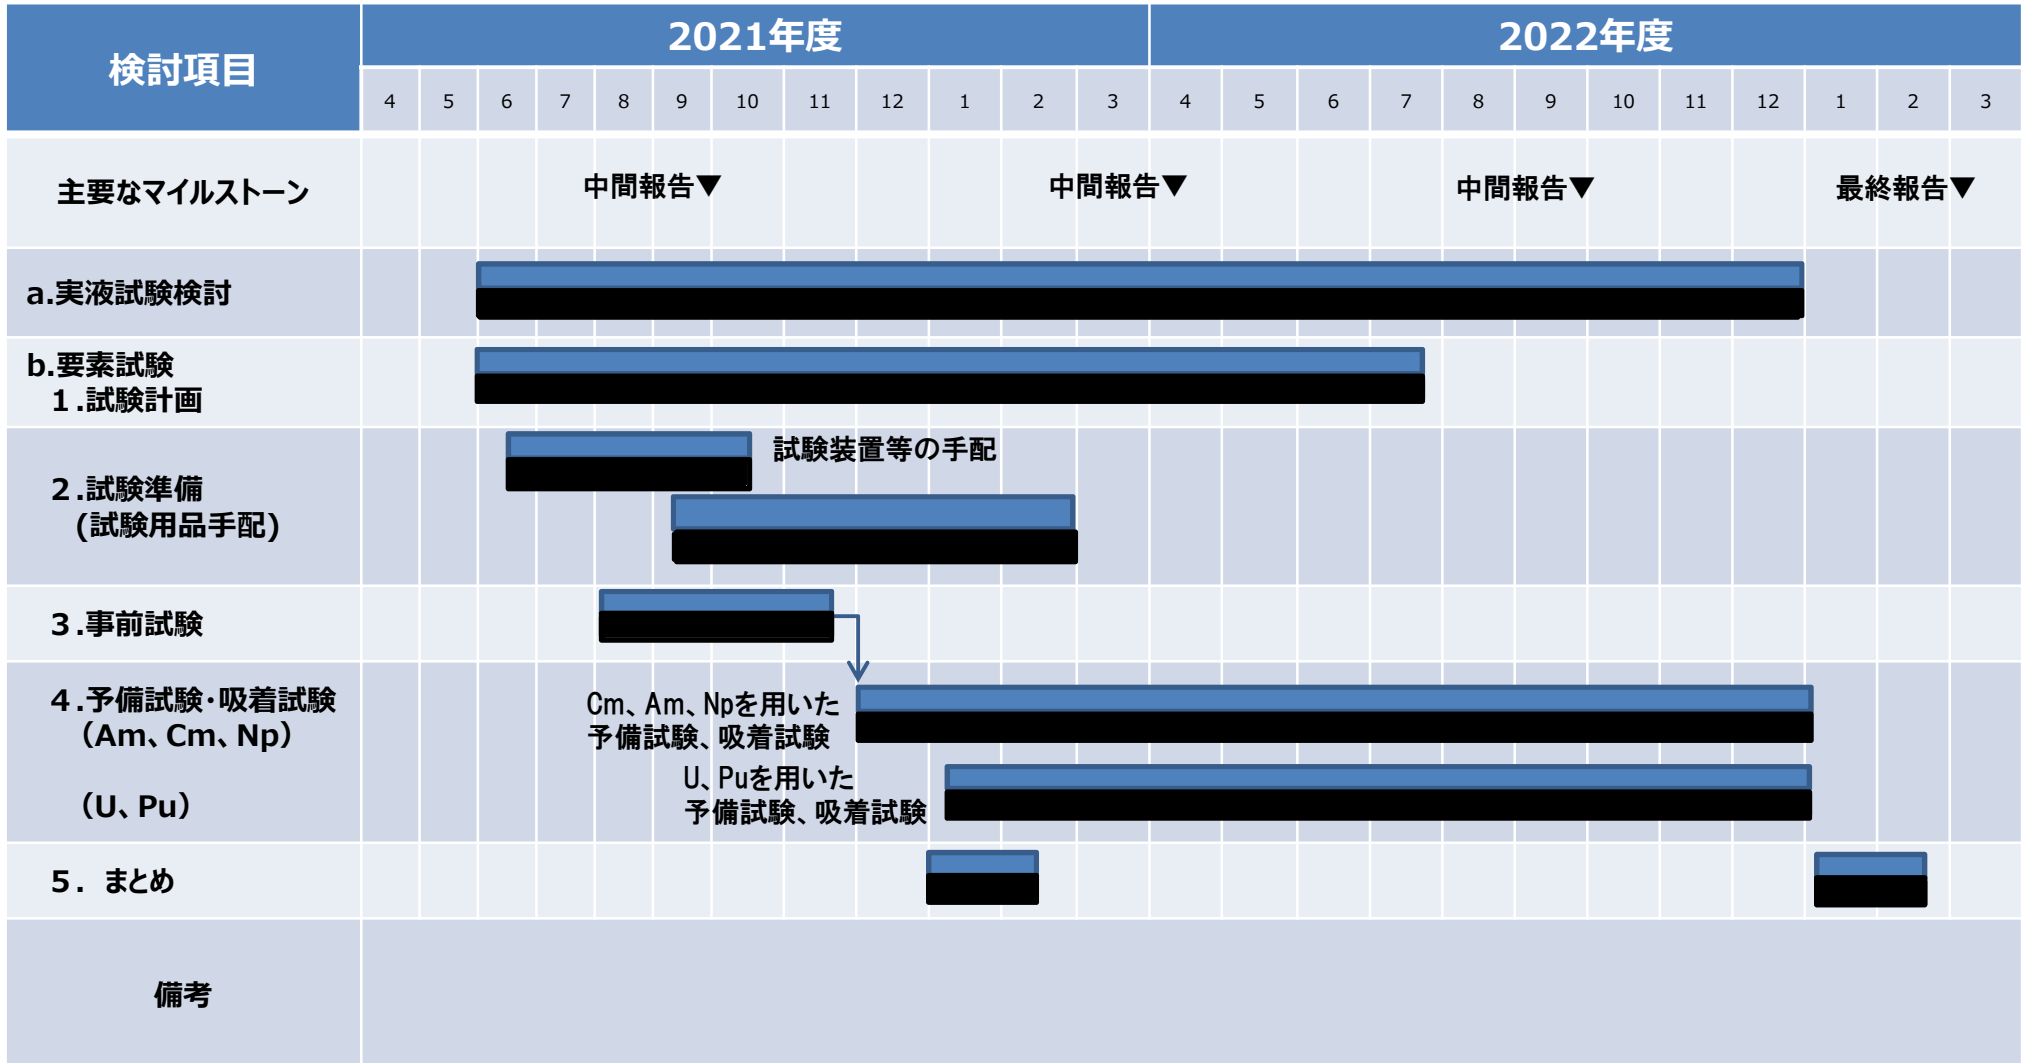 検討項目
2021年度
2022年度
4 5 6 7 8 9 10 11 12 1 2 3 4 5 6 7 8 9 10 11 12 1 2 3
主要なマイルストーン
中間報告▼
中間報告▼
中間報告▼
最終報告▼
a.実液試験検討
b.要素試験
１.試験計画
２.試験準備
(試験用品手配)
試験装置等の手配
３.事前試験
４.予備試験・吸着試験
（Am、Cm、Np）
Cm、Am、Npを用いた
予備試験、吸着試験
（U、Pu）
U、Puを用いた
予備試験、吸着試験
５．まとめ
備考